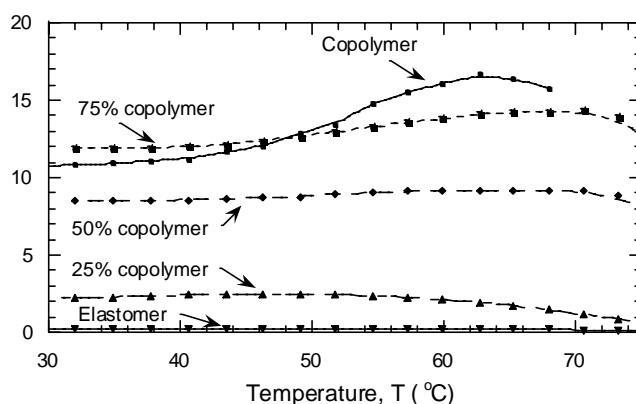 20
Copolymer
15
75% copolymer
10
50% copolymer
5
25% copolymer
Elastomer
0
30 40 50 60 70
Temperature, T ( °C)